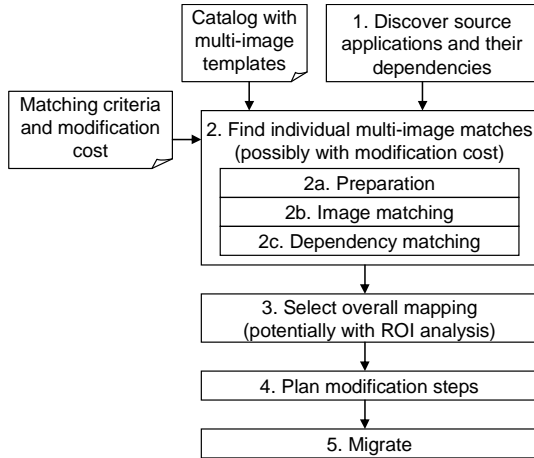 Catalog with
multi-image
templates
1. Discover source
applications and their
dependencies
Matching criteria
and modification
cost
2. Find individual multi-image matches
(possibly with modification cost)
2a. Preparation
2b. Image matching
2c. Dependency matching
3. Select overall mapping
(potentially with ROI analysis)
4. Plan modification steps
5. Migrate